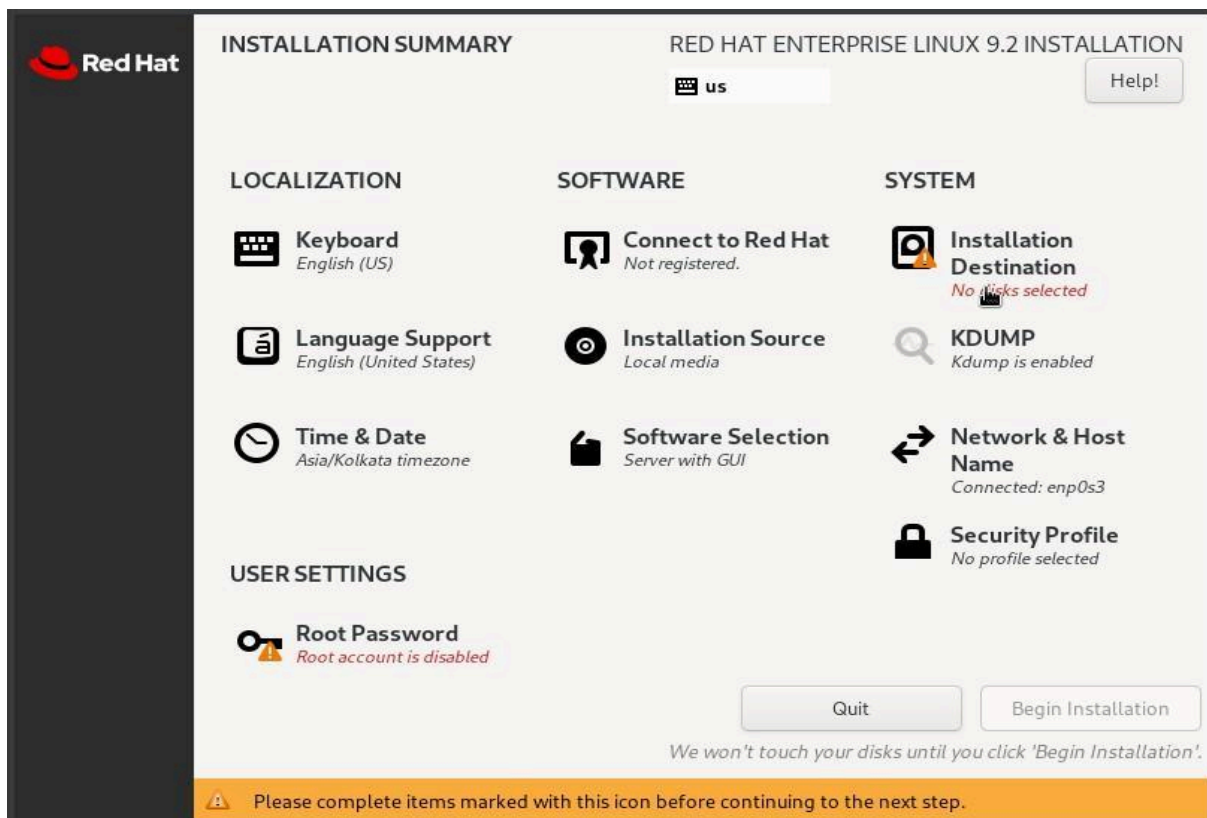 Red Hat
INSTALLATION SUMMARY
RED HAT ENTERPRISE LINUX 9.2 INSTALLATION
us
Help!
LOCALIZATION
Keyboard
English (US)
Language Support
English (United States)
Time & Date
Asia/Kolkata timezone
SOFTWARE
Connect to Red Hat
Not registered.
Installation Source
Local media
Software Selection
Server with GUI
SYSTEM
Installation
Destination
No disks selected
KDUMP
Kdump is enabled
Network & Host
Name
Connected: enp0s3
Security Profile
No profile selected
USER SETTINGS
Root Password
Root account is disabled
Quit
Begin Installation
We won't touch your disks until you click 'Begin Installation'.
Please complete items marked with this icon before continuing to the next step.